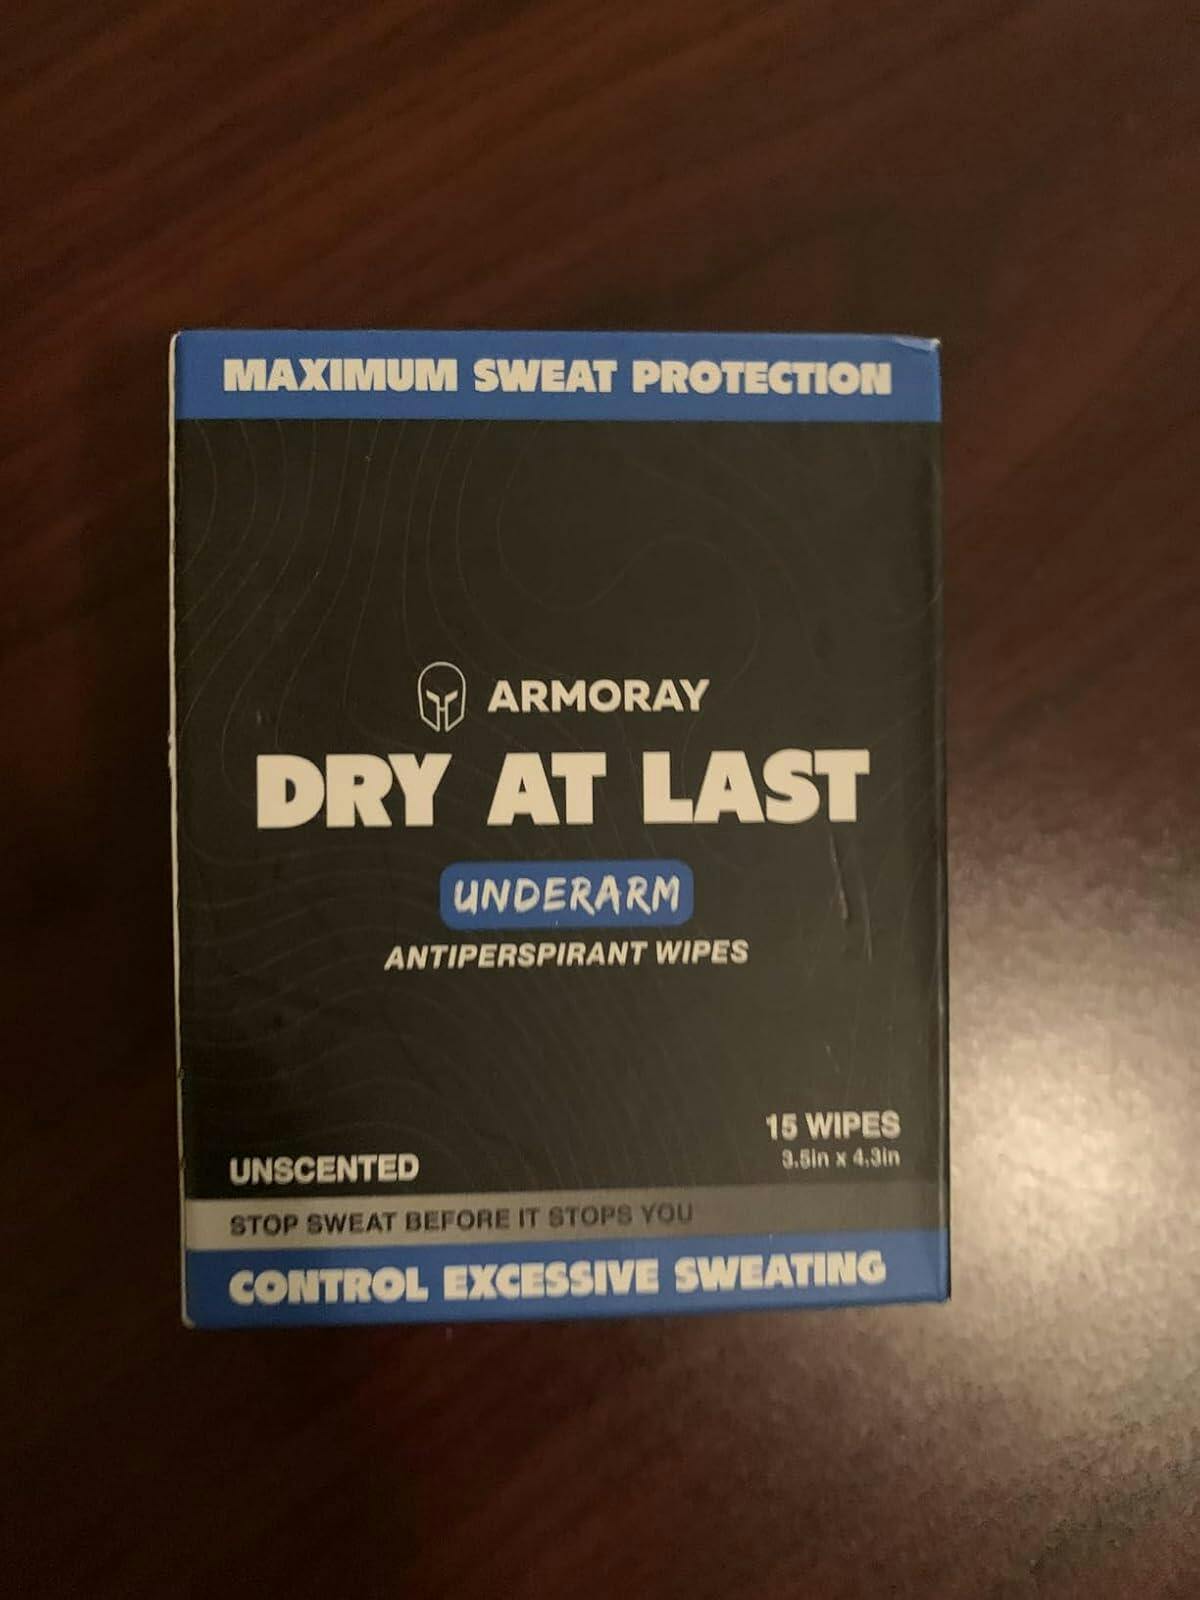 MAXIMUM SWEAT PROTECTION
ARMORAY
DRY AT LAST
UNDERARM
ANTIPERSPIRANT WIPES
15 WIPES
3.5in x 4.3in
UNSCENTED
STOP SWEAT BEFORE IT STOPS YOU
CONTROL EXCESSIVE SWEATING